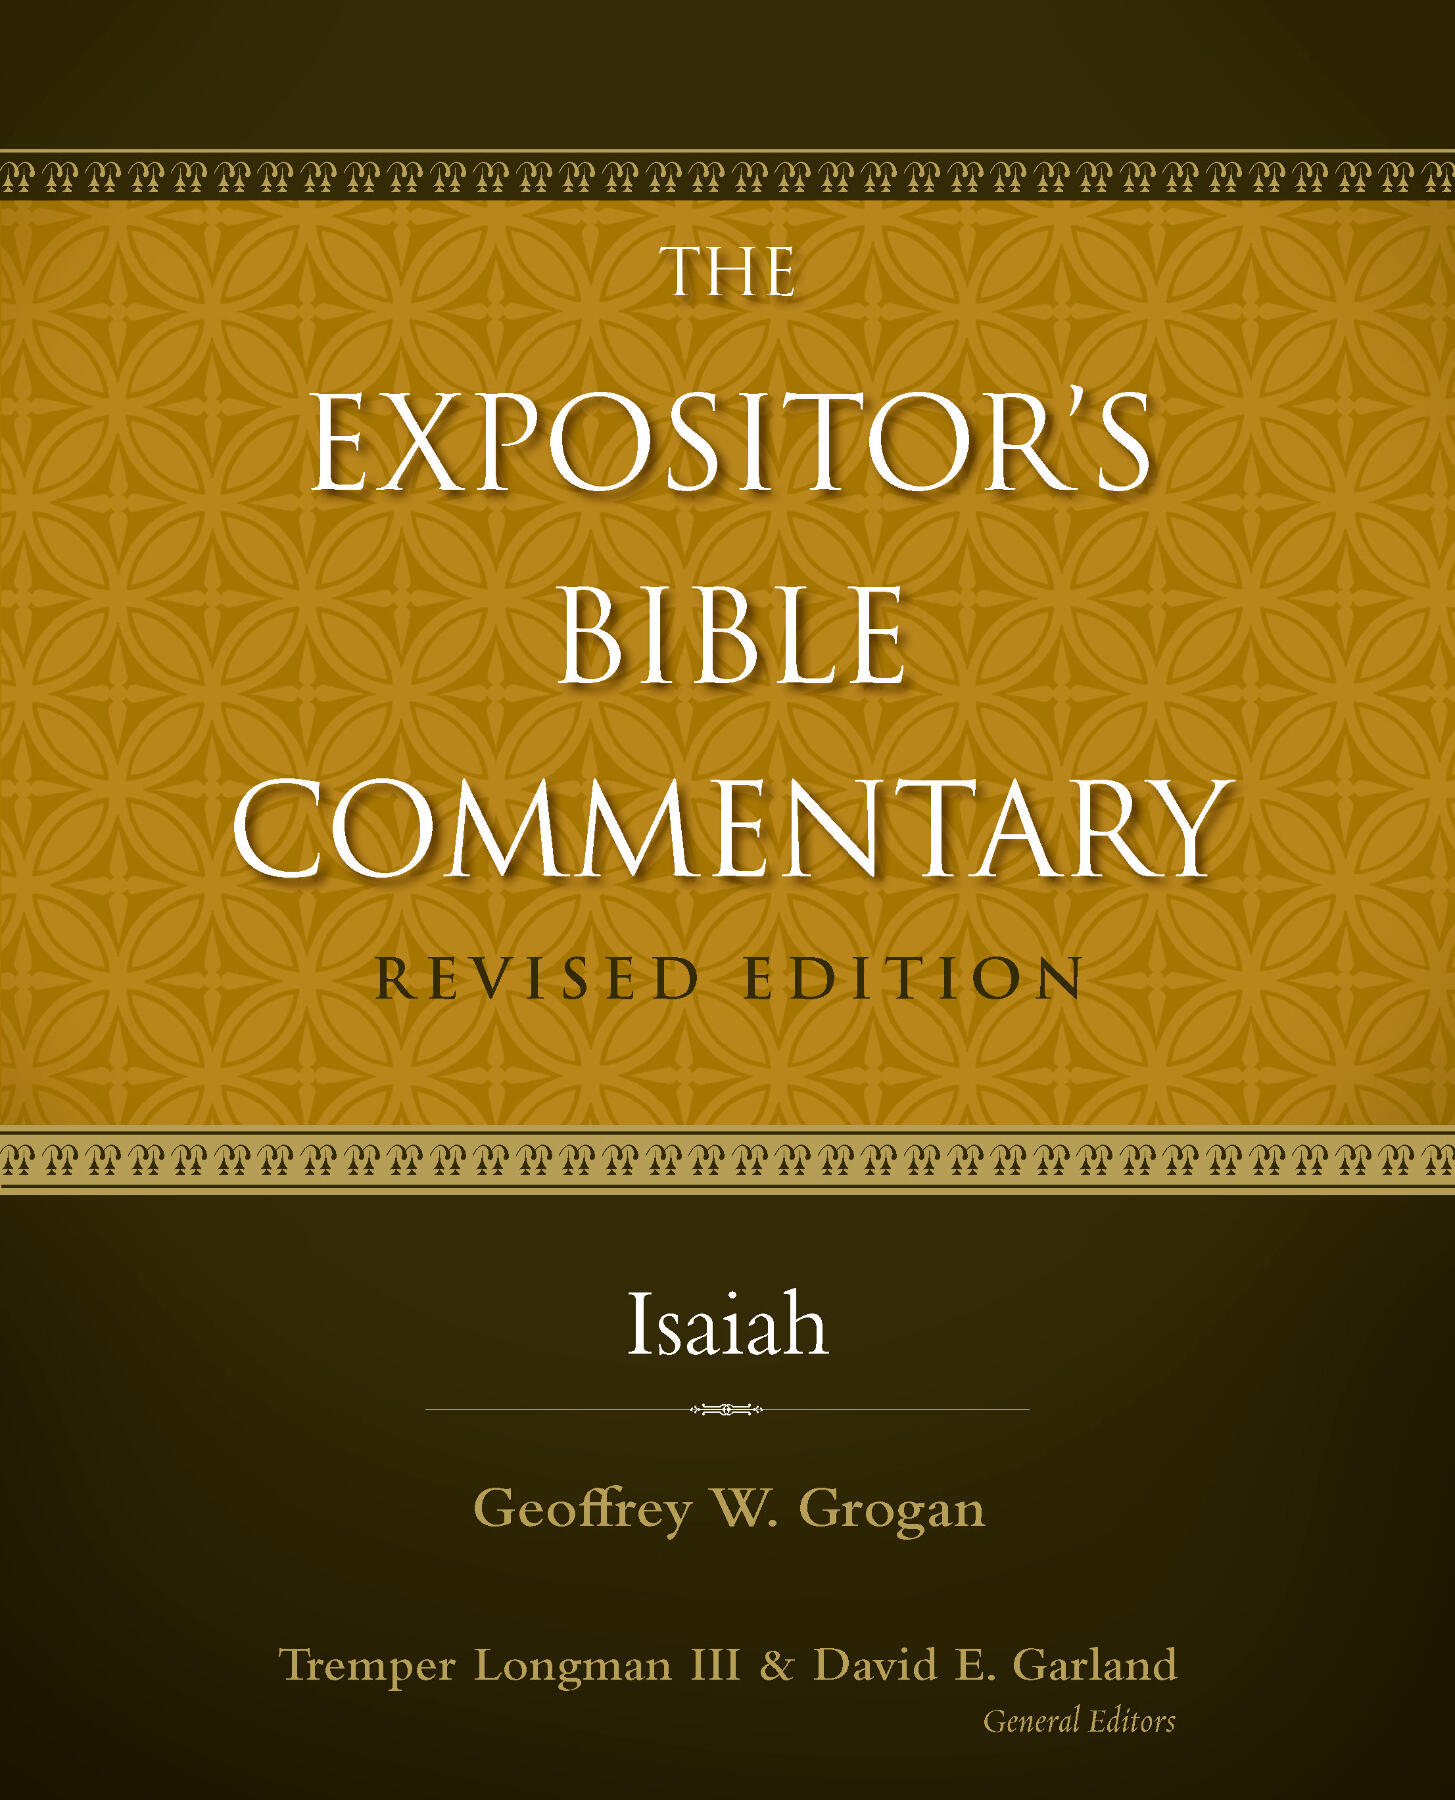 THE
EXPOSITOR’S
BIBLE
COMMENTARY
REVISED EDITION
Isaiah
Geoffrey W. Grogan
Tremper Longman III & David E. Garland
General Editors